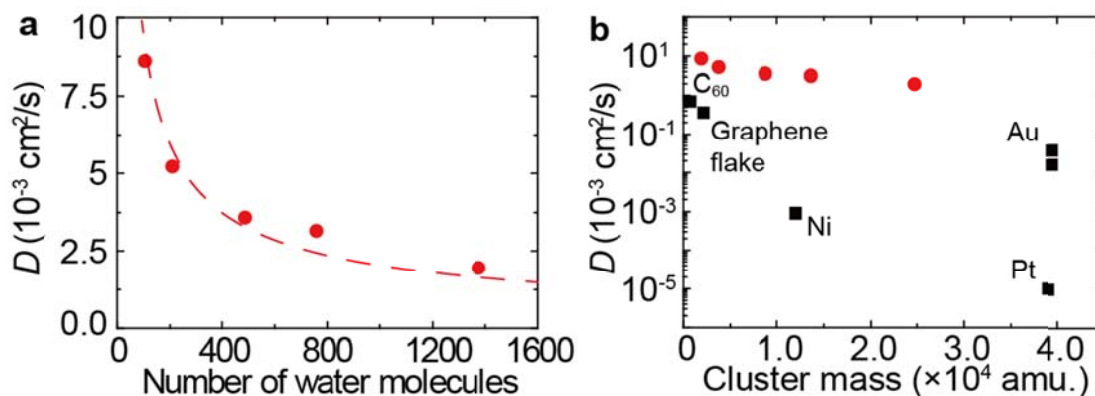 a
D (10⁻³ cm²/s)
10
7.5
5
2.5
0.0
0
400
800
1200
1600
Number of water molecules
b
D (10⁻³ cm²/s)
10¹
10⁻¹
10⁻³
10⁻⁵
C₆₀
Graphene
flake
Ni
Au
Pt
0
1.0
2.0
3.0
4.0
Cluster mass (×10⁴ amu.)